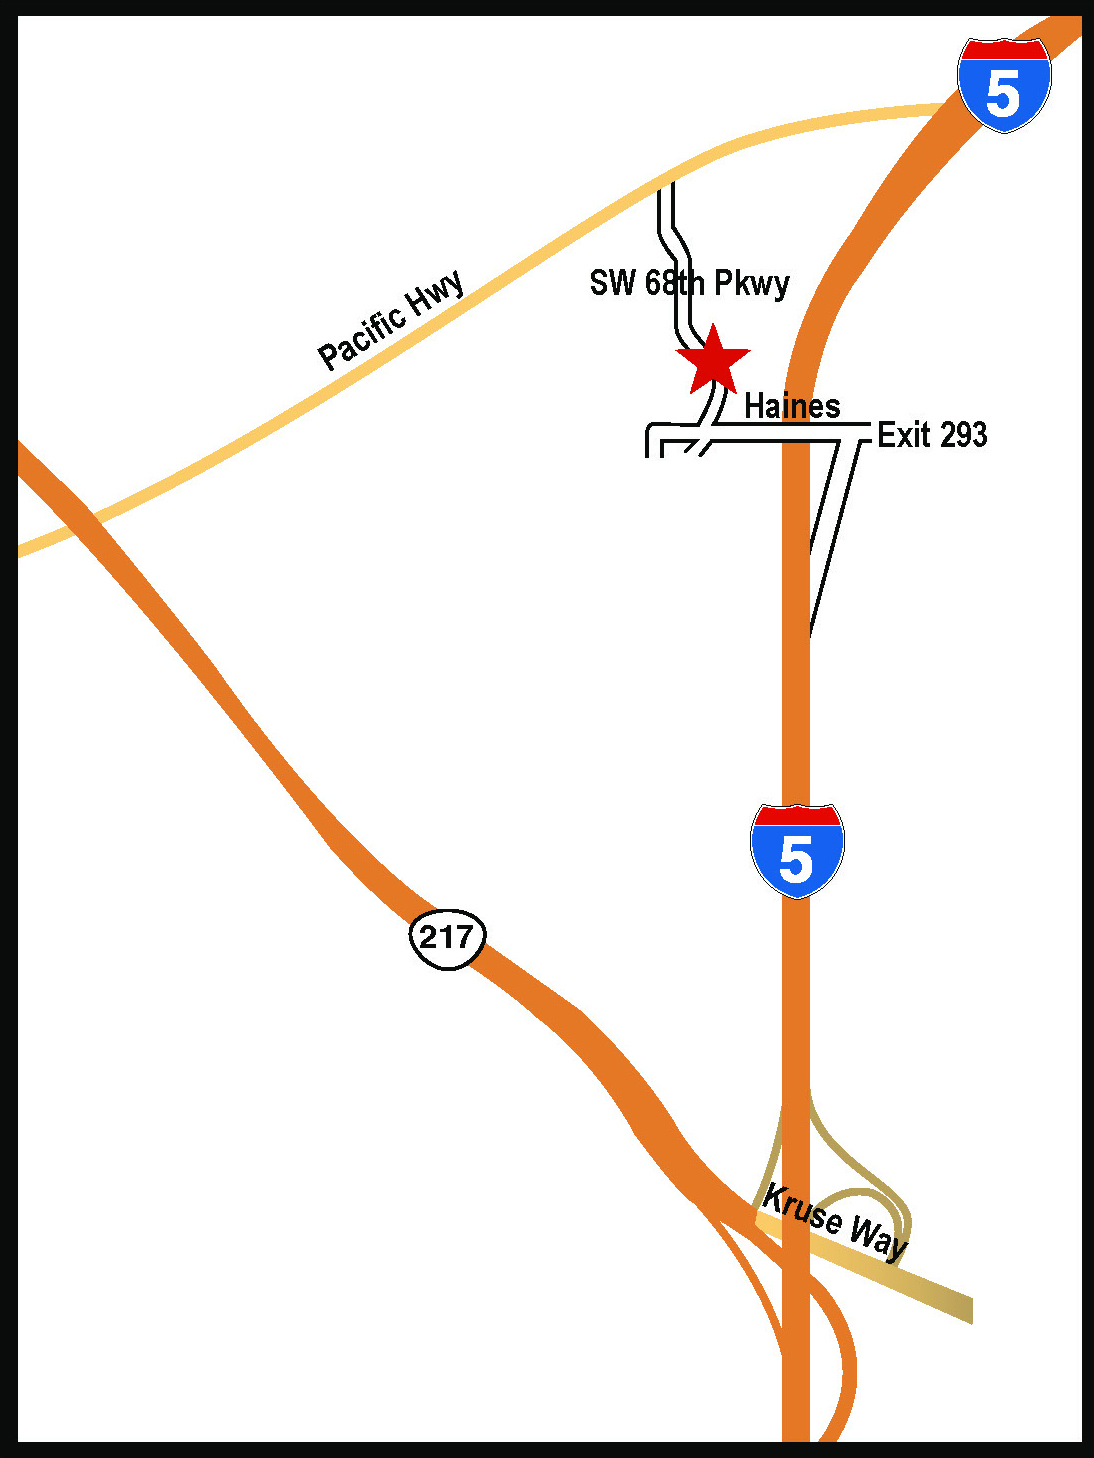 5
Pacific Hwy
SW 68th Pkwy
Haines
Exit 293
5
217
Kruse Way